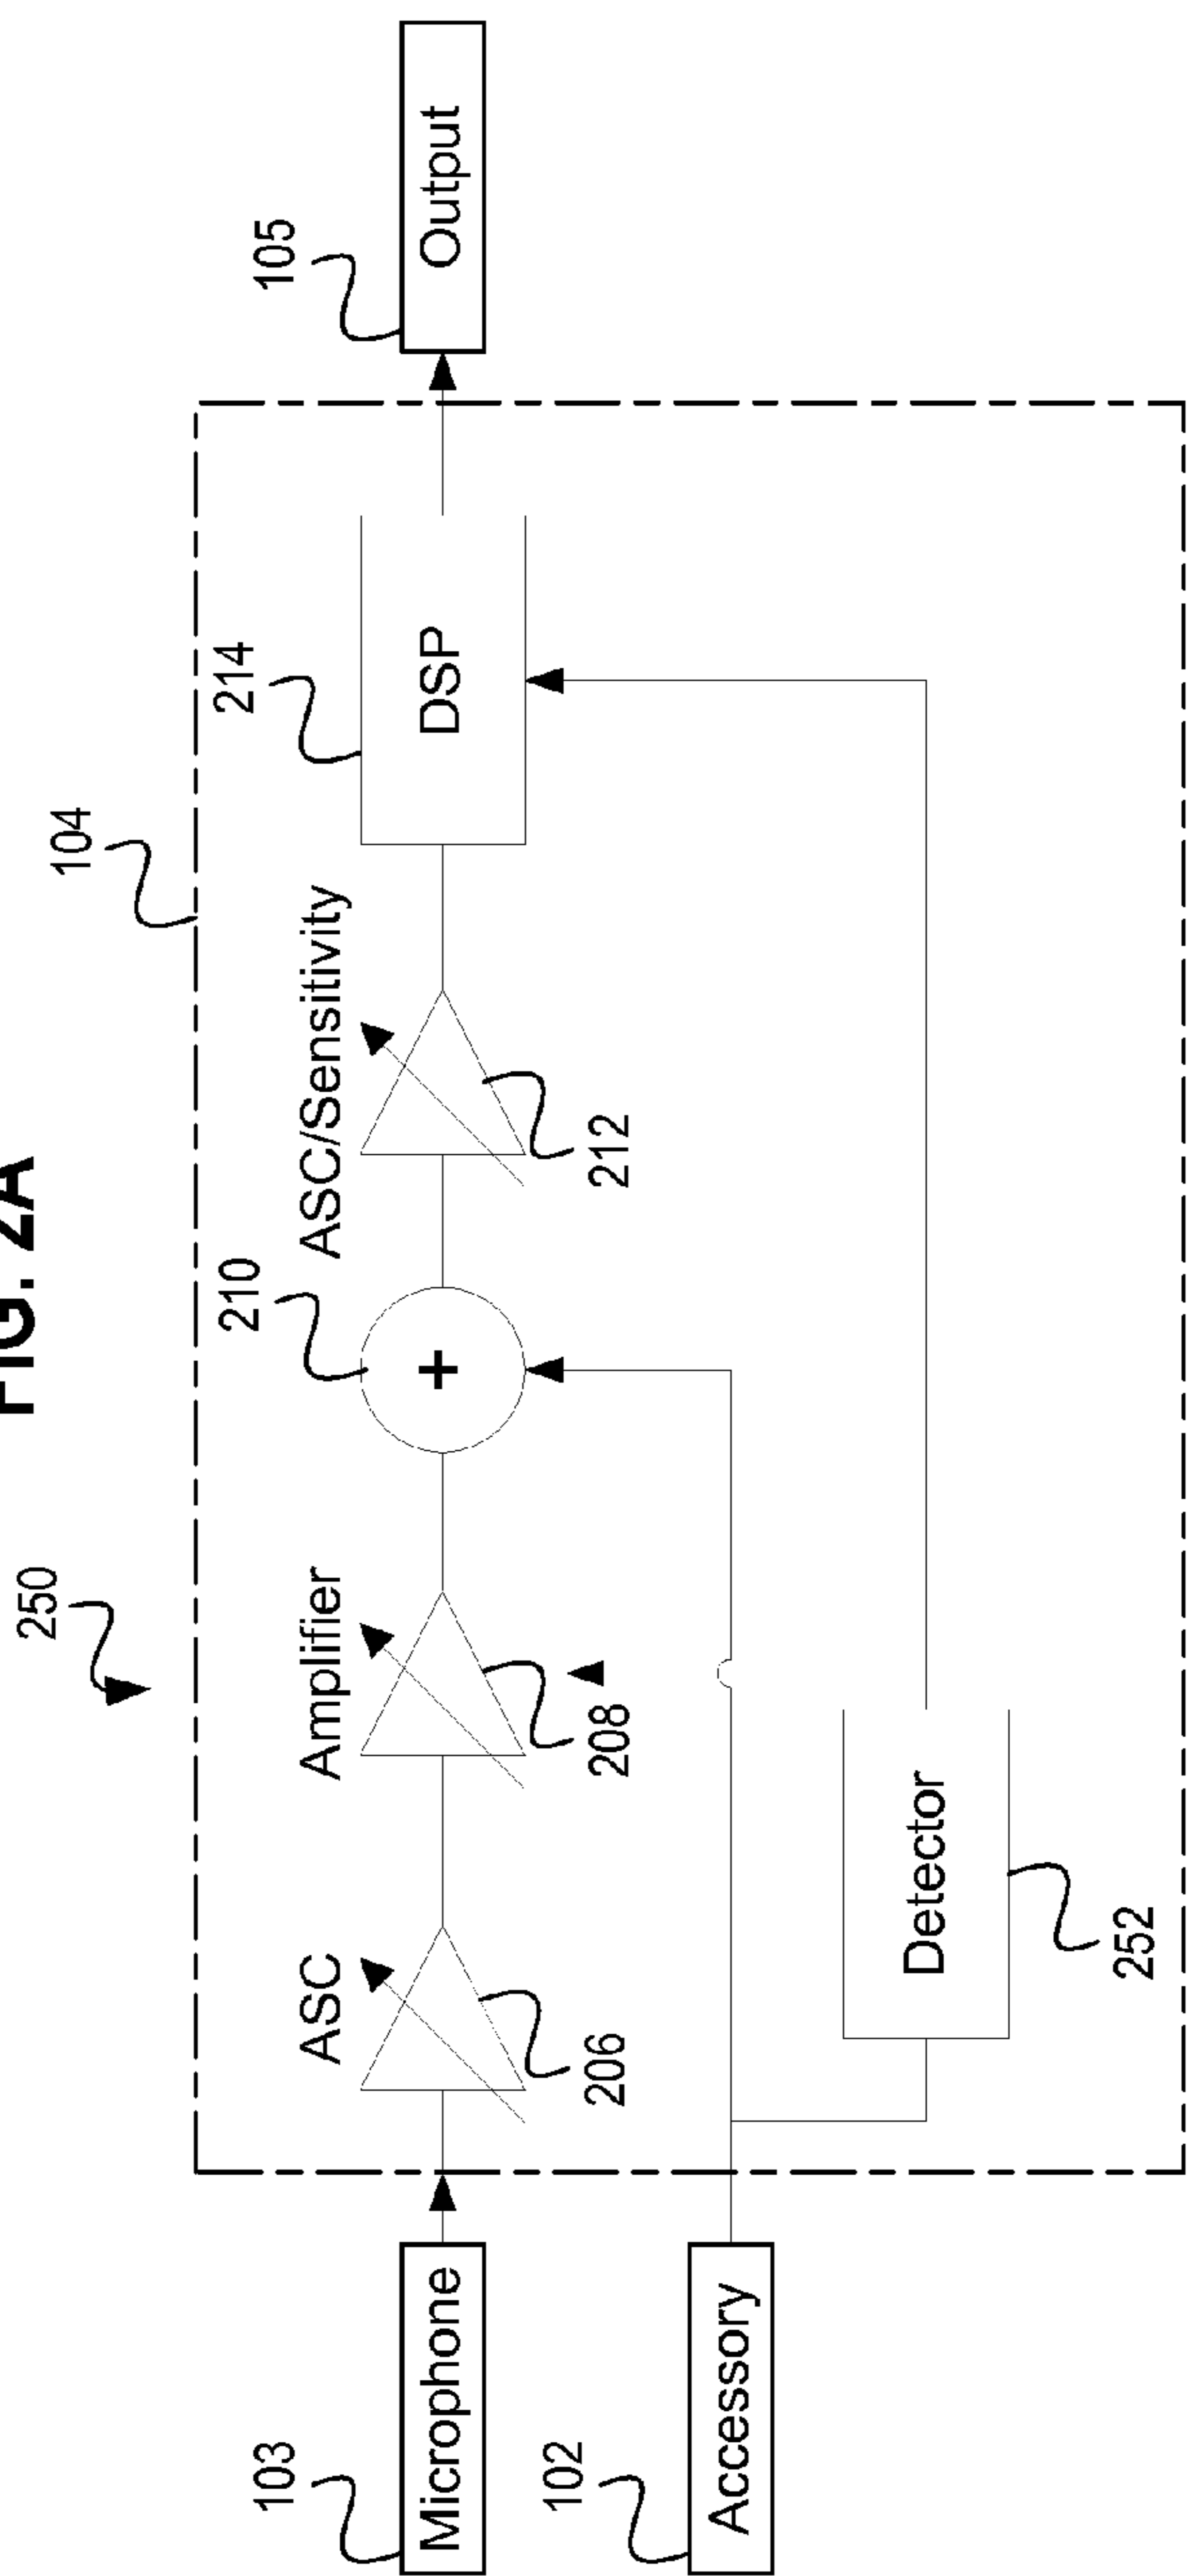 FIG. 2A
250
104
105
Output
214
DSP
ASC/Sensitivity
212
210
+
Amplifier
208
ASC
206
103
Microphone
102
Accessory
Detector
252